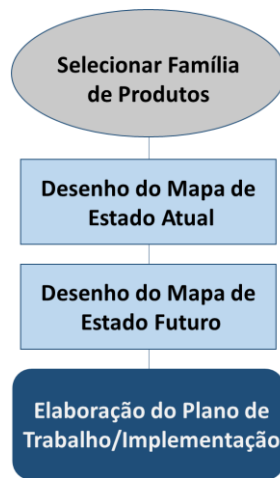 Selecionar Família
de Produtos
Desenho do Mapa de
Estado Atual
Desenho do Mapa de
Estado Futuro
Elaboração do Plano de
Trabalho/Implementação